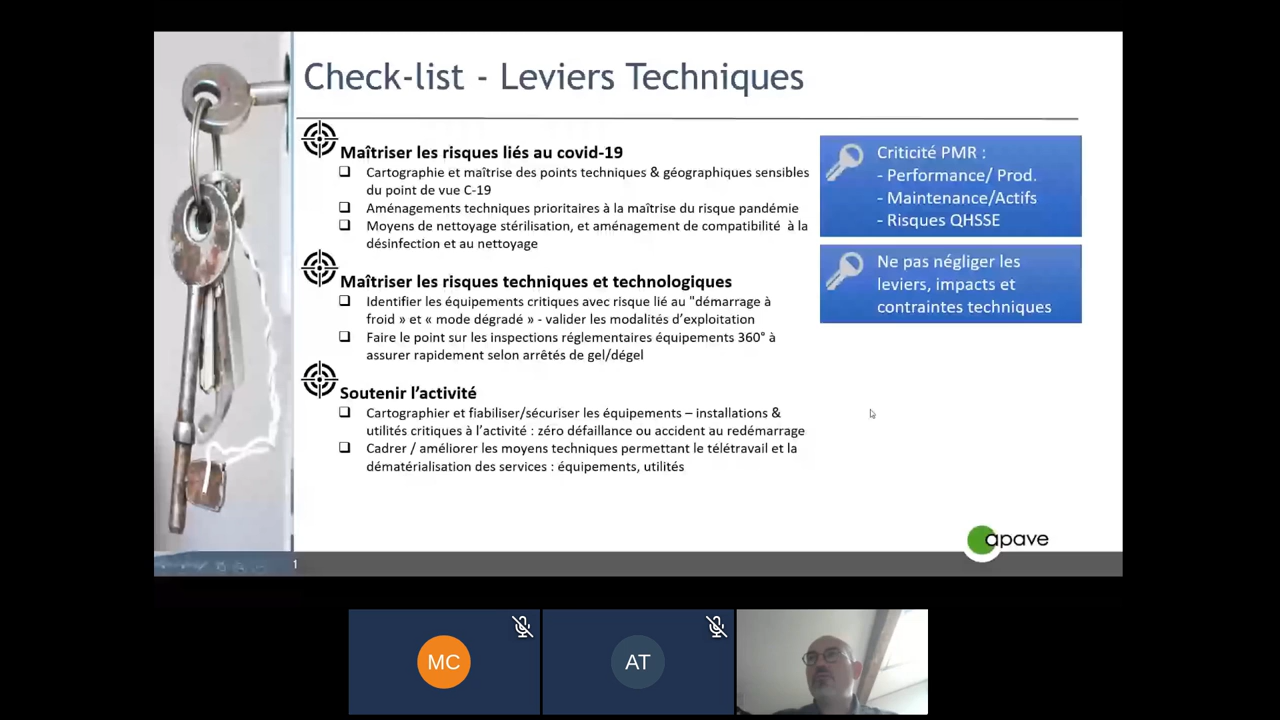 Check-list - Leviers Techniques
Maîtriser les risques liés au covid-19
❑ Cartographie et maîtrise des points techniques & géographiques sensibles
du point de vue C-19
❑ Aménagements techniques prioritaires à la maîtrise du risque pandémie
❑ Moyens de nettoyage stérilisation, et aménagement de compatibilité à la
désinfection et au nettoyage
Maîtriser les risques techniques et technologiques
❑ Identifier les équipements critiques avec risque lié au "démarrage à
froid » et « mode dégradé » - valider les modalités d'exploitation
❑ Faire le point sur les inspections réglementaires équipements 360° à
assurer rapidement selon arrêtés de gel/dégel
Soutenir l'activité
❑ Cartographier et fiabiliser/sécuriser les équipements – installations &
utilités critiques à l'activité : zéro défaillance ou accident au redémarrage
❑ Cadrer / améliorer les moyens techniques permettant le télétravail et la
dématérialisation des services : équipements, utilités
Criticité PMR :
- Performance/ Prod.
- Maintenance/Actifs
- Risques QHSSE
Ne pas négliger les
leviers, impacts et
contraintes techniques
apave
1
MC
AT